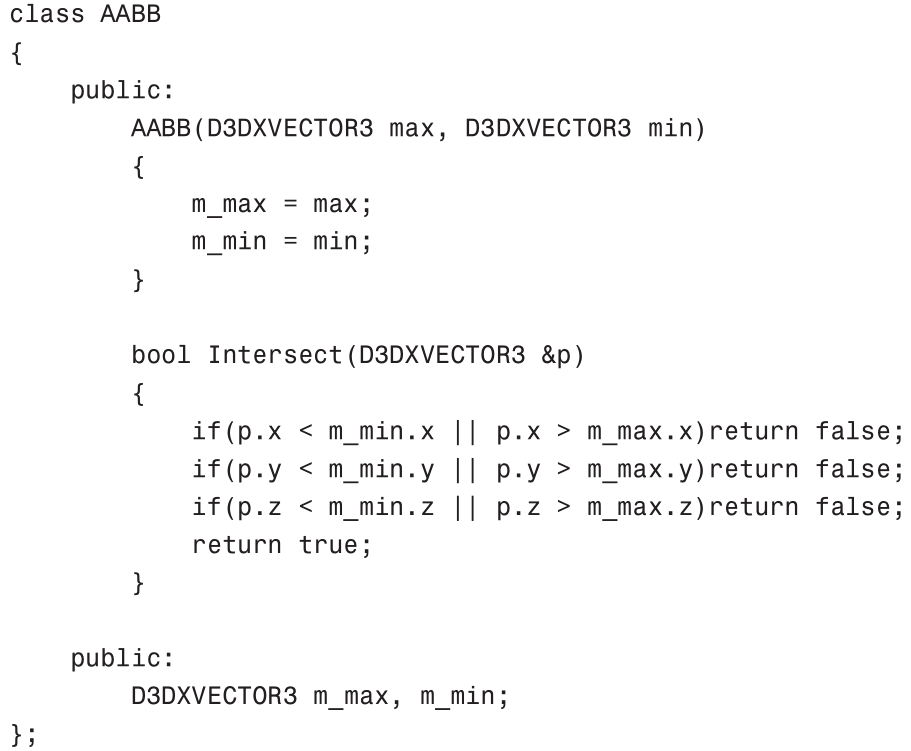 class AABB
{
    public:
        AABB(D3DXVECTOR3 max, D3DXVECTOR3 min)
        {
            m_max = max;
            m_min = min;
        }

        bool Intersect(D3DXVECTOR3 &p)
        {
            if(p.x < m_min.x || p.x > m_max.x)return false;
            if(p.y < m_min.y || p.y > m_max.y)return false;
            if(p.z < m_min.z || p.z > m_max.z)return false;
            return true;
        }

    public:
        D3DXVECTOR3 m_max, m_min;
};